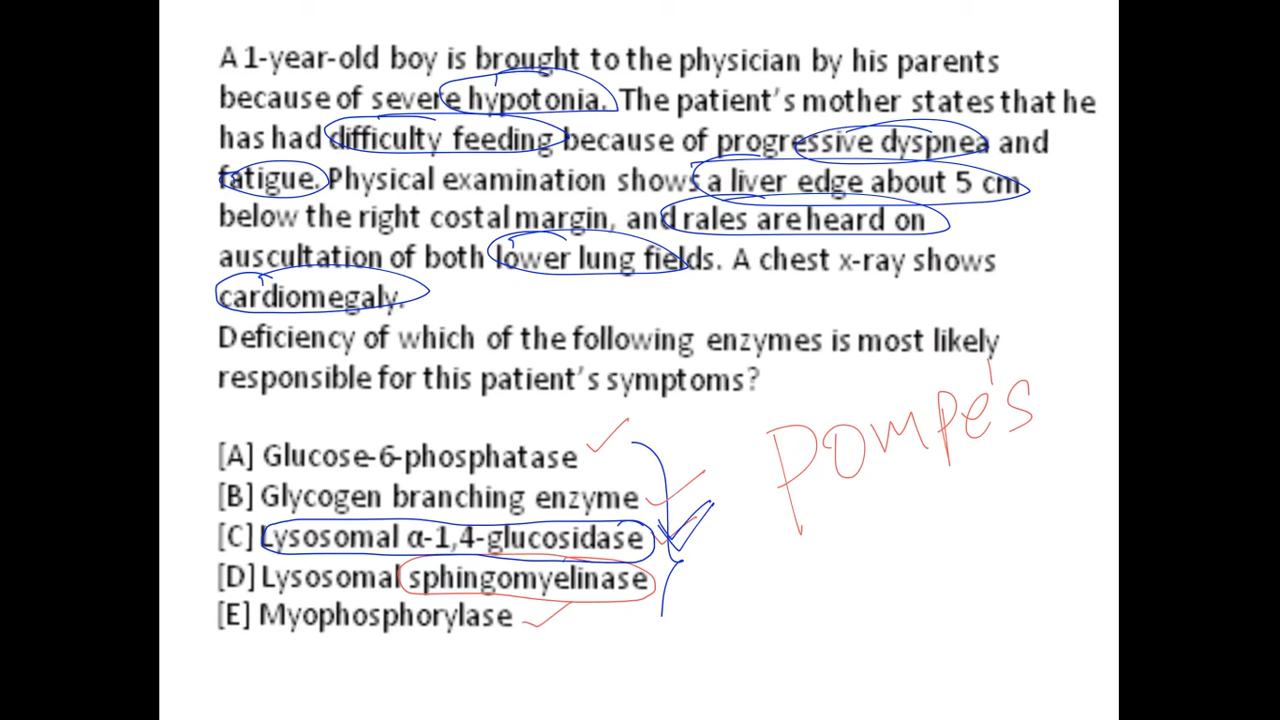 A 1-year-old boy is brought to the physician by his parents
because of severe hypotonia. The patient's mother states that he
has had difficulty feeding because of progressive dyspnea and
fatigue. Physical examination shows a liver edge about 5 cm
below the right costal margin, and rales are heard on
auscultation of both lower lung fields. A chest x-ray shows
cardiomegaly.
Deficiency of which of the following enzymes is most likely
responsible for this patient's symptoms?
[A] Glucose-6-phosphatase
[B] Glycogen branching enzyme
[C] Lysosomal α-1,4-glucosidase
[D] Lysosomal sphingomyelinase
[E] Myophosphorylase
Pompe's